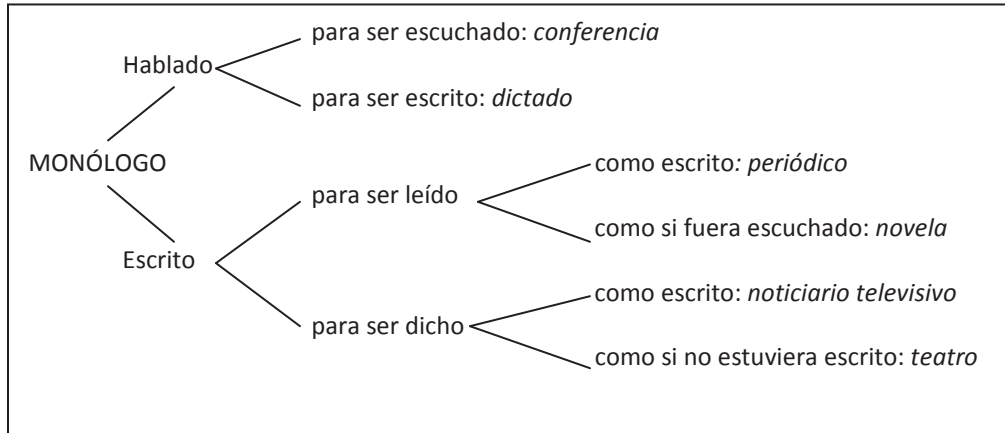 para ser escuchado: conferencia
Hablado
para ser escrito: dictado
MONÓLOGO
como escrito: periódico
para ser leído
como si fuera escuchado: novela
Escrito
como escrito: noticiario televisivo
para ser dicho
como si no estuviera escrito: teatro